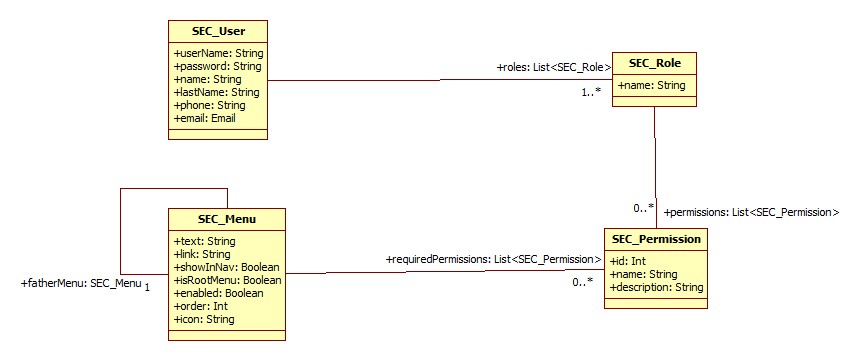 SEC_User
+userName: String
+password: String
+name: String
+lastName: String
+phone: String
+email: Email
+roles: List<SEC_Role>
1..*
SEC_Role
+name: String
0..*
+permissions: List<SEC_Permission>
SEC_Menu
+text: String
+link: String
+showInNav: Boolean
+isRootMenu: Boolean
+enabled: Boolean
+order: Int
+icon: String
+fatherMenu: SEC_Menu
1
+requiredPermissions: List<SEC_Permission>
0..*
SEC_Permission
+id: Int
+name: String
+description: String